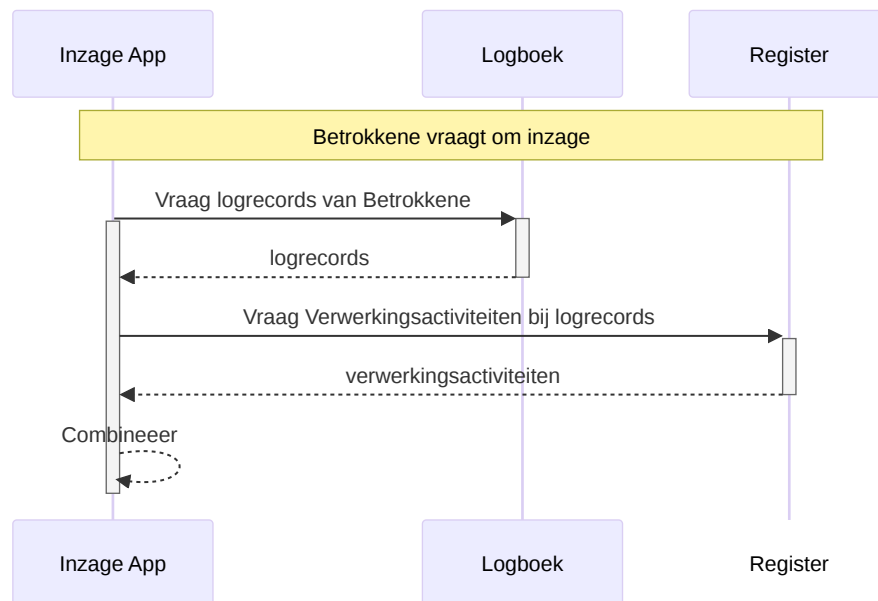 Inzage App
Logboek
Register
Betrokkene vraagt om inzage
Vraag logrecords van Betrokkene
logrecords
Vraag Verwerkingsactiviteiten bij logrecords
verwerkingsactiviteiten
Combineeer
Inzage App
Logboek
Register